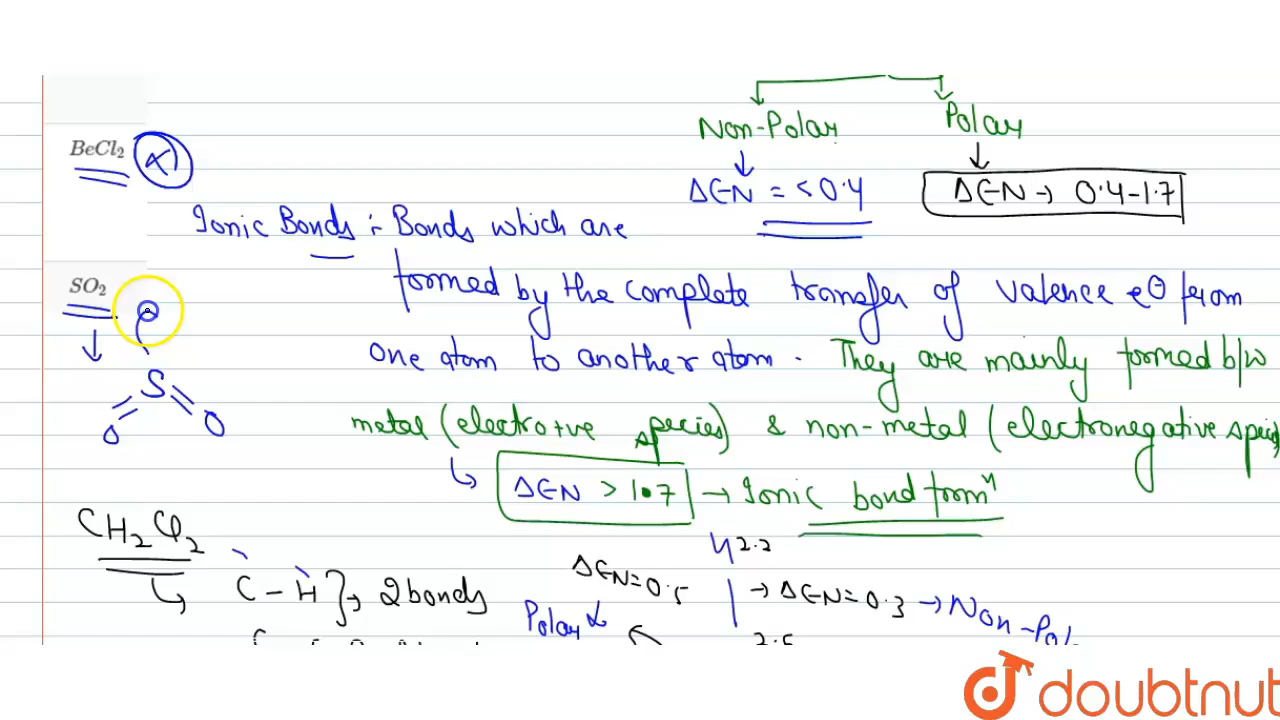 Non-Polar Polar
BeCl₂
ΔEN = < 0.4 ΔEN → 0.4-1.7
Ionic Bonds :- Bonds which are
SO₂ formed by the complete transfer of valence e⊖ from
one atom to another atom. They are mainly formed b/w
S
O O
metal (electro+ve species) & non-metal (electronegative speci
ΔEN > 1.7 → Ionic bond formⁿ
CH₂Cl₂
2.2
ΔEN=0.5
C - H } → 2 bonds → ΔEN = 0.3 → Non-Pol
Polar
2.5
doubtnut